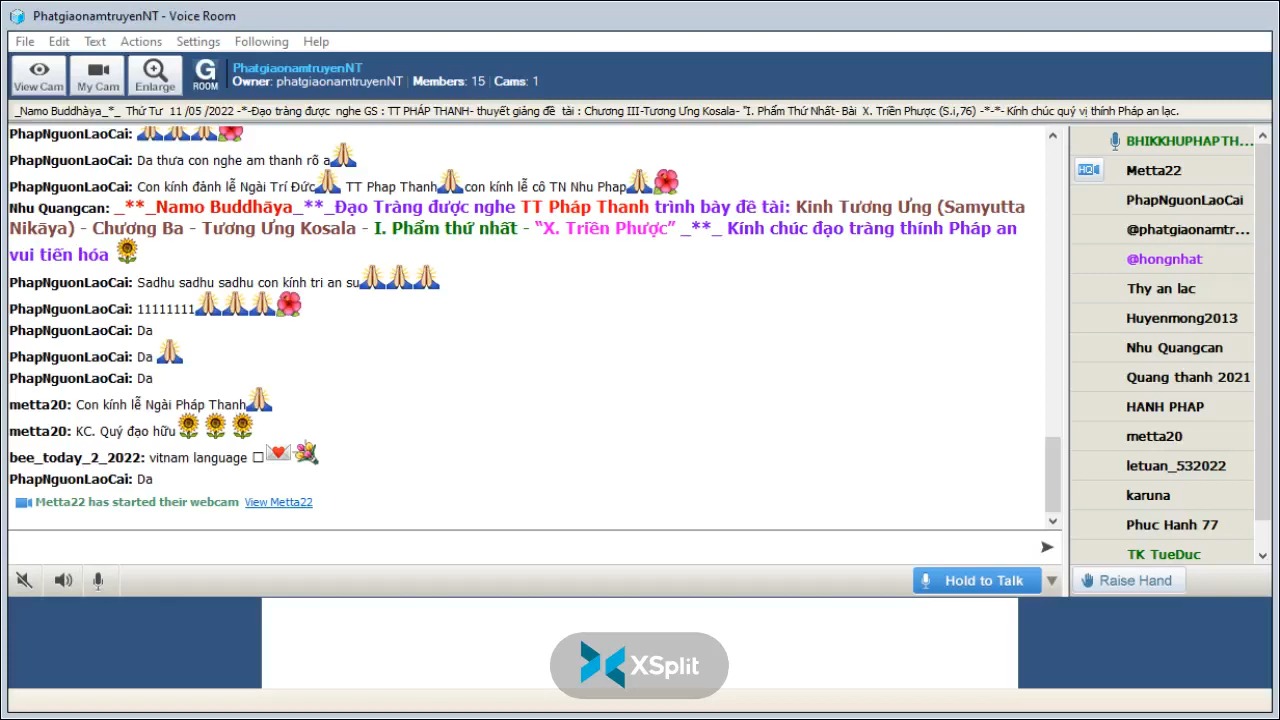 PhatgiaonamtruyenNT - Voice Room
File Edit Text Actions Settings Following Help
View Cam My Cam Enlarge G ROOM
PhatgiaonamtruyenNT
Owner: phatgiaonamtruyenNT | Members: 15 | Cams: 1
_Namo Buddhàya_*_ Thứ Tư 11 /05 /2022 -*-Đạo tràng được nghe GS : TT PHÁP THANH- thuyết giảng đề tài : Chương III-Tương Ưng Kosala- "I. Phẩm Thứ Nhất- Bài X. Triền Phược (S.i,76) -*-*- Kính chúc quý vị thính Pháp an lạc.
PhapNguonLaoCai:
PhapNguonLaoCai: Da thưa con nghe am thanh rõ a
PhapNguonLaoCai: Con kính đảnh lễ Ngài Trí Đức TT Phap Thanh con kính lễ cô TN Nhu Phap
Nhu Quangcan: _**_Namo Buddhāya_**_Đạo Tràng được nghe TT Pháp Thanh trình bày đề tài: Kinh Tương Ưng (Samyutta
Nikāya) - Chương Ba - Tương Ưng Kosala - I. Phẩm thứ nhất - “X. Triền Phược” _**_ Kính chúc đạo tràng thính Pháp an
vui tiến hóa
PhapNguonLaoCai: Sadhu sadhu sadhu con kính tri an su
PhapNguonLaoCai: 11111111
PhapNguonLaoCai: Da
PhapNguonLaoCai: Da
PhapNguonLaoCai: Da
metta20: Con kính lễ Ngài Pháp Thanh
metta20: KC. Quý đạo hữu
bee_today_2_2022: vitnam language
PhapNguonLaoCai: Da
Metta22 has started their webcam View Metta22
BHIKKHUPHAPTH...
HQ Metta22
PhapNguonLaoCai
@phatgiaonamtr...
@hongnhat
Thy an lac
Huyenmong2013
Nhu Quangcan
Quang thanh 2021
HANH PHAP
metta20
letuan_532022
karuna
Phuc Hanh 77
TK TueDuc
Hold to Talk
Raise Hand
XSplit